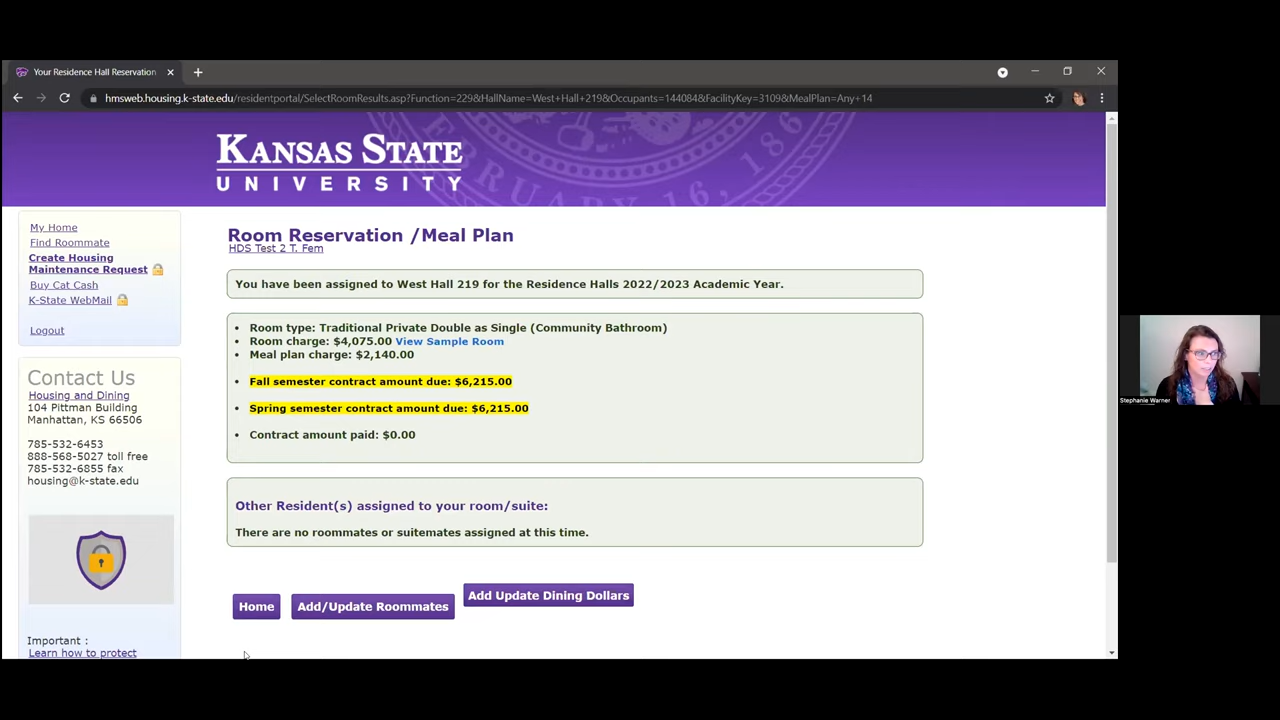 Your Residence Hall Reservation
hmsweb.housing.k-state.edu/residentportal/SelectRoomResults.asp?Function=229&HallName=West+Hall+219&Occupants=144084&FacilityKey=3109&MealPlan=Any+14
KANSAS STATE
UNIVERSITY
FEBRUARY 16, 186
My Home
Find Roommate
Create Housing
Maintenance Request
Buy Cat Cash
K-State WebMail
Logout
Contact Us
Housing and Dining
104 Pittman Building
Manhattan, KS 66506
785-532-6453
888-568-5027 toll free
785-532-6855 fax
housing@k-state.edu
Important :
Learn how to protect
Room Reservation /Meal Plan
HDS Test 2 T. Fem
You have been assigned to West Hall 219 for the Residence Halls 2022/2023 Academic Year.
• Room type: Traditional Private Double as Single (Community Bathroom)
• Room charge: $4,075.00 View Sample Room
• Meal plan charge: $2,140.00
• Fall semester contract amount due: $6,215.00
• Spring semester contract amount due: $6,215.00
• Contract amount paid: $0.00
Other Resident(s) assigned to your room/suite:
There are no roommates or suitemates assigned at this time.
Home
Add/Update Roommates
Add Update Dining Dollars
Stephanie Warner